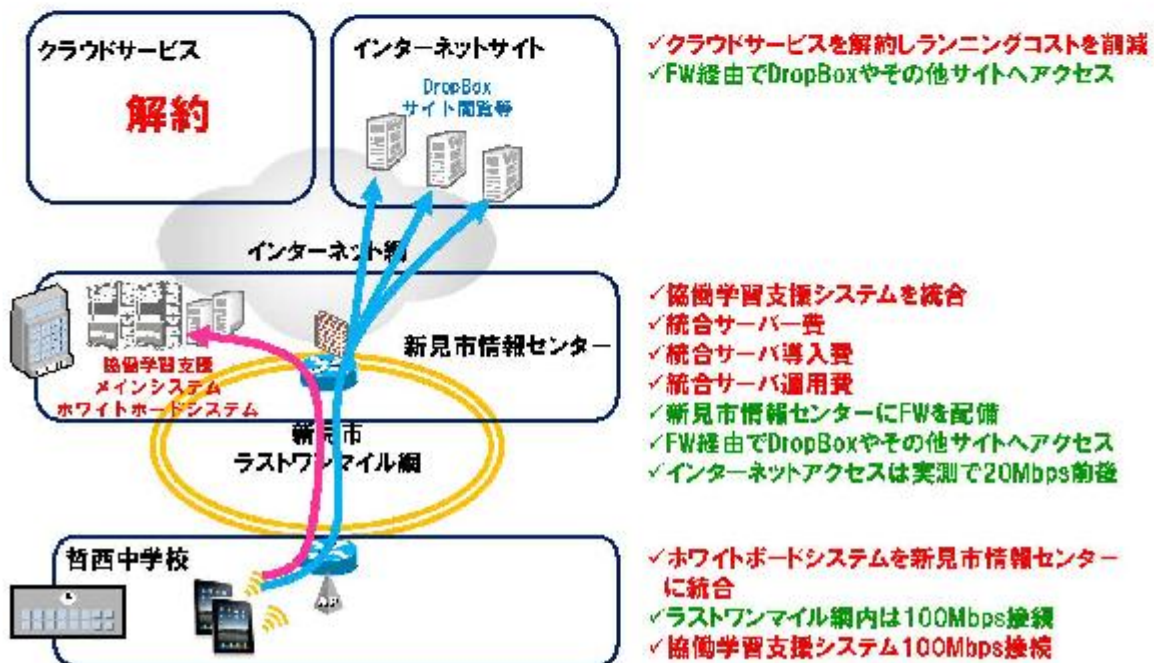 クラウドサービス
解約
インターネットサイト
DropBox
サイト閲覧等
✓クラウドサービスを解約しランニングコストを削減
✓FW経由でDropBoxやその他サイトへアクセス
インターネット網
協働学習支援
メインシステム
ホワイトボードシステム
新見市情報センター
✓協働学習支援システムを統合
✓統合サーバー費
✓統合サーバ導入費
✓統合サーバ運用費
✓新見市情報センターにFWを配備
✓FW経由でDropBoxやその他サイトへアクセス
✓インターネットアクセスは実測で20Mbps前後
新見市
ラストワンマイル網
哲西中学校
AP
✓ホワイトボードシステムを新見市情報センター
に統合
✓ラストワンマイル網内は100Mbps接続
✓協働学習支援システム100Mbps接続